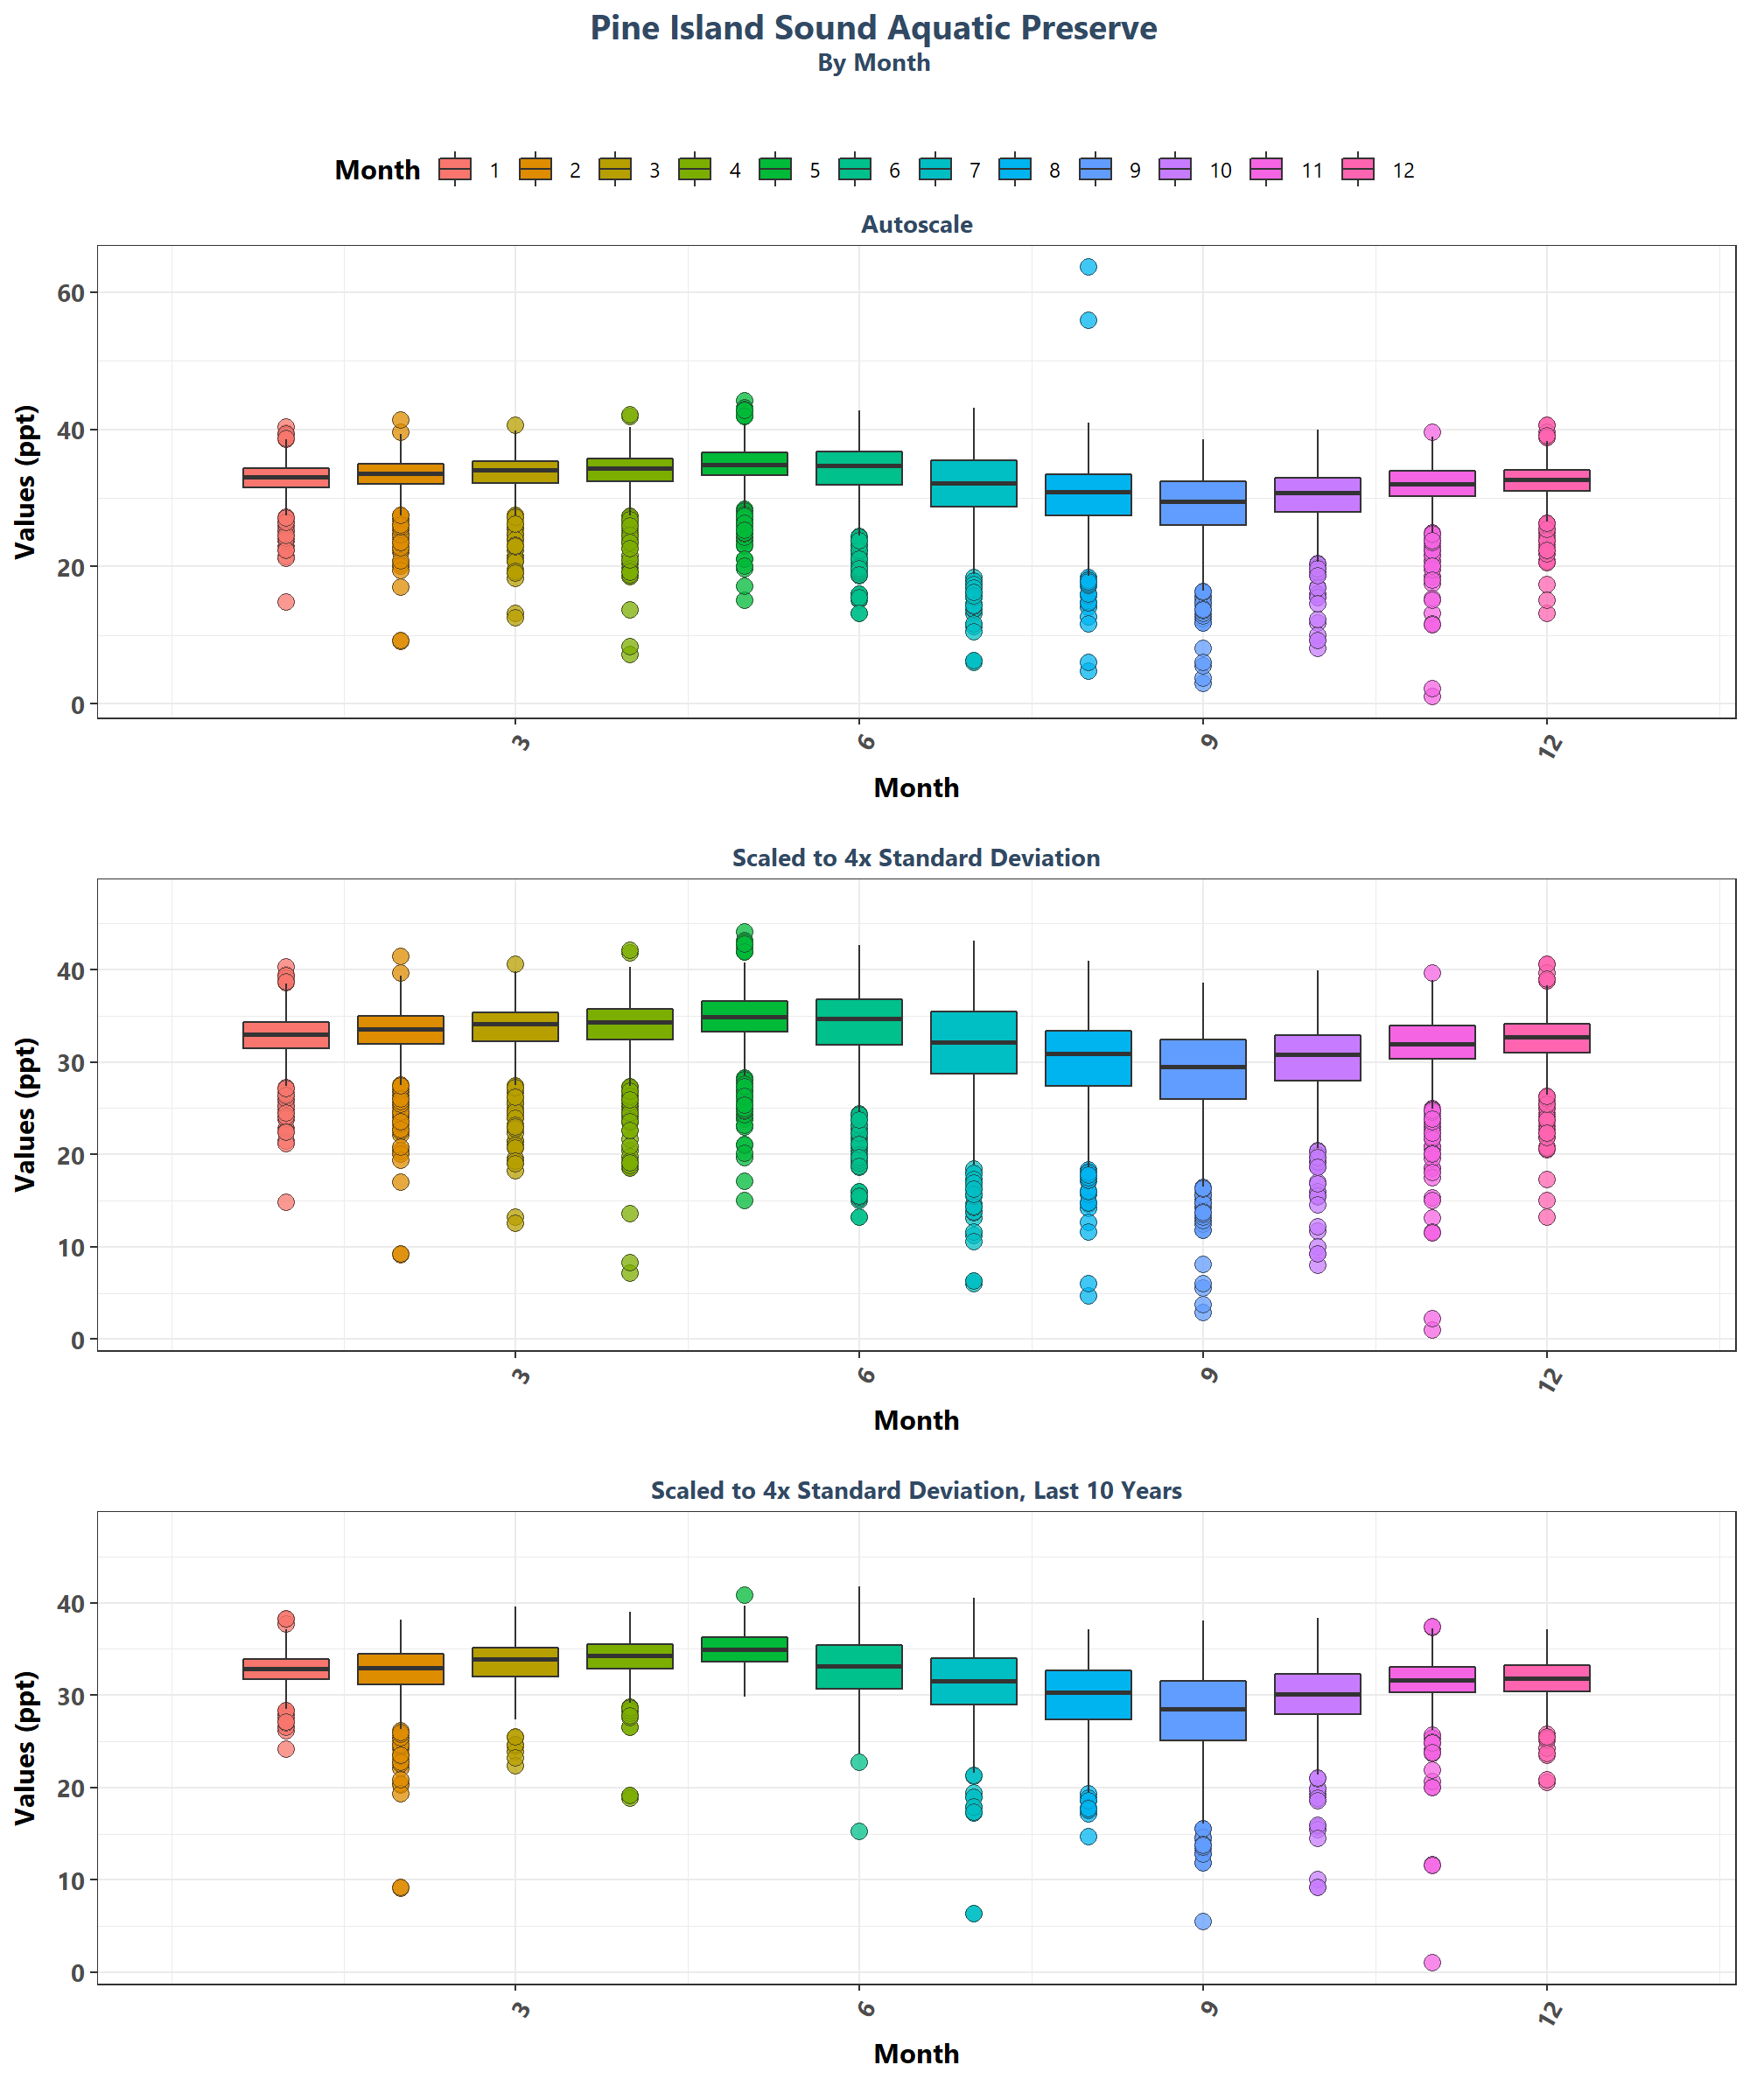 Pine Island Sound Aquatic Preserve
By Month
Month 1 2 3 4 5 6 7 8 9 10 11 12
Autoscale
Values (ppt)
60
40
20
0
3 6 9 12
Month
Scaled to 4x Standard Deviation
Values (ppt)
40
30
20
10
0
3 6 9 12
Month
Scaled to 4x Standard Deviation, Last 10 Years
Values (ppt)
40
30
20
10
0
3 6 9 12
Month